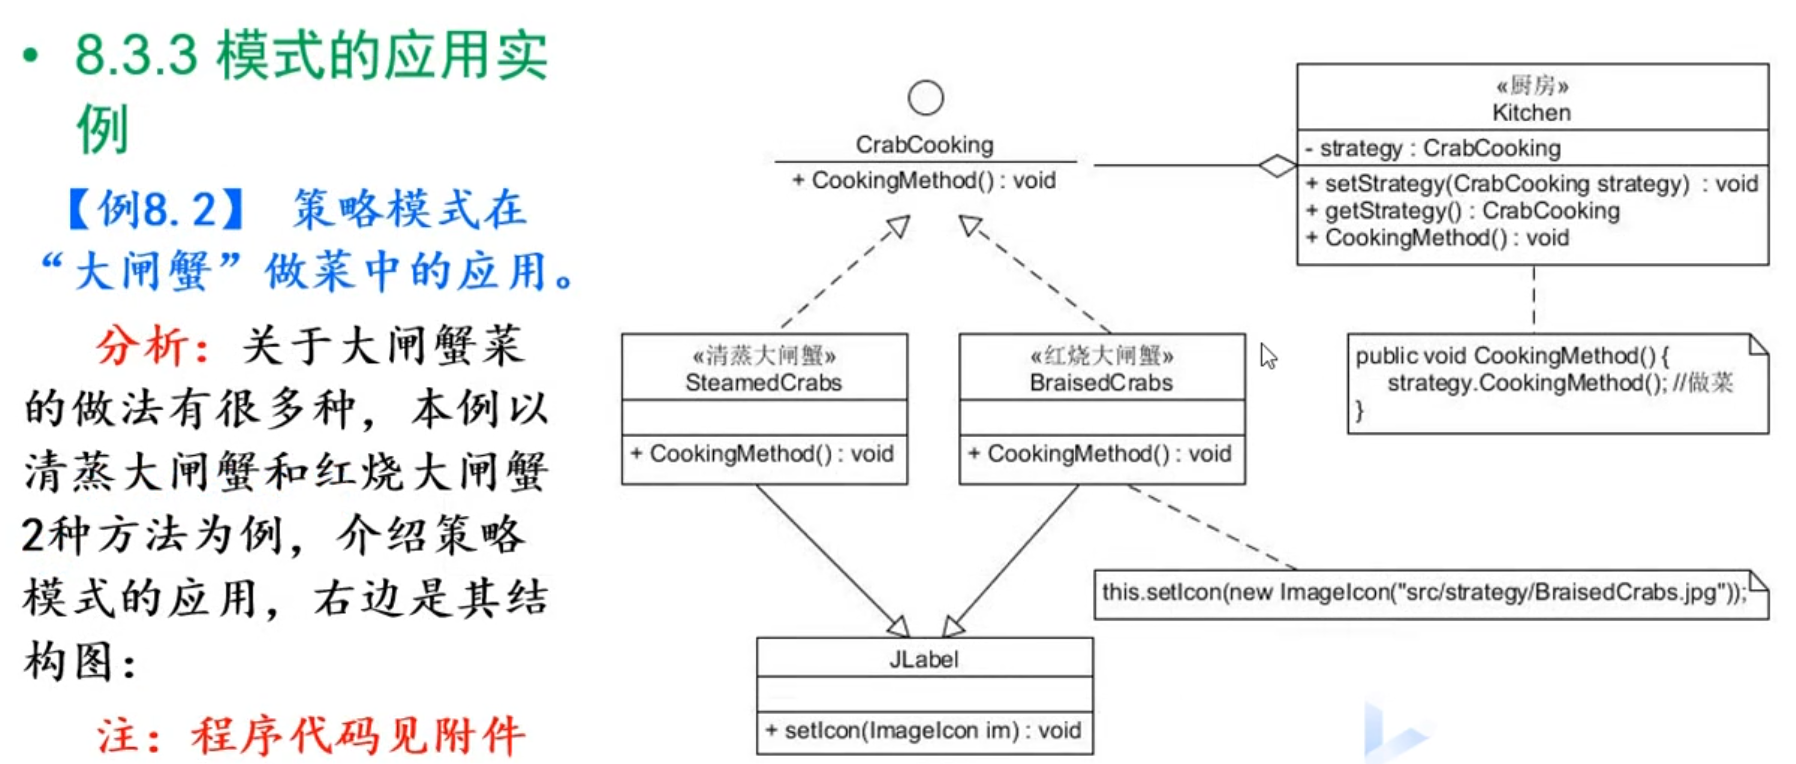 • 8.3.3 模式的应用实
例
【例8.2】 策略模式在
“大闸蟹”做菜中的应用。
分析：关于大闸蟹菜
的做法有很多种，本例以
清蒸大闸蟹和红烧大闸蟹
2种方法为例，介绍策略
模式的应用，右边是其结
构图：
注：程序代码见附件
CrabCooking
+ CookingMethod() : void
«厨房»
Kitchen
- strategy : CrabCooking
+ setStrategy(CrabCooking strategy) : void
+ getStrategy() : CrabCooking
+ CookingMethod() : void
«清蒸大闸蟹»
SteamedCrabs
+ CookingMethod() : void
«红烧大闸蟹»
BraisedCrabs
+ CookingMethod() : void
public void CookingMethod() {
strategy.CookingMethod(); //做菜
}
this.setIcon(new ImageIcon("src/strategy/BraisedCrabs.jpg"));
JLabel
+ setIcon(ImageIcon im) : void